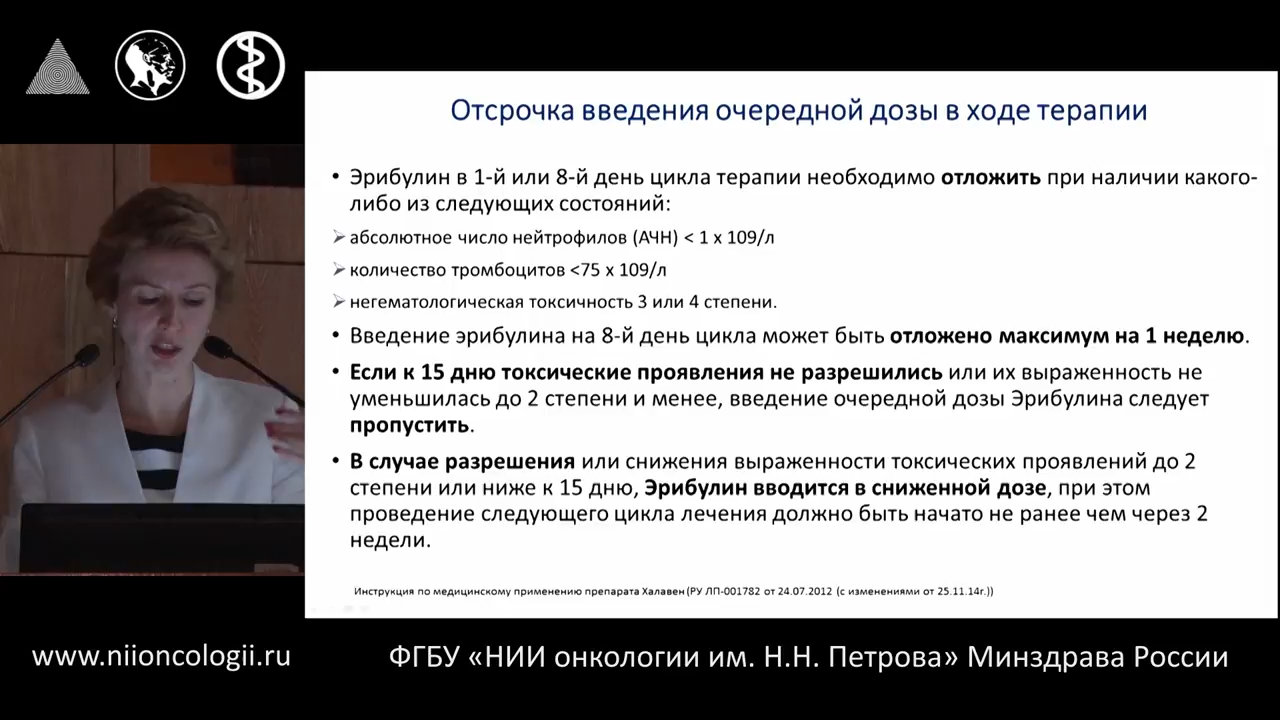 Отсрочка введения очередной дозы в ходе терапии
• Эрибулин в 1-й или 8-й день цикла терапии необходимо отложить при наличии какого-
либо из следующих состояний:
➢ абсолютное число нейтрофилов (АЧН) < 1 х 109/л
➢ количество тромбоцитов <75 х 109/л
➢ негематологическая токсичность 3 или 4 степени.
• Введение эрибулина на 8-й день цикла может быть отложено максимум на 1 неделю.
• Если к 15 дню токсические проявления не разрешились или их выраженность не
уменьшилась до 2 степени и менее, введение очередной дозы Эрибулина следует
пропустить.
• В случае разрешения или снижения выраженности токсических проявлений до 2
степени или ниже к 15 дню, Эрибулин вводится в сниженной дозе, при этом
проведение следующего цикла лечения должно быть начато не ранее чем через 2
недели.
Инструкция по медицинскому применению препарата Халавен (РУ ЛП-001782 от 24.07.2012 (с изменениями от 25.11.14г.))
www.niioncologii.ru
ФГБУ «НИИ онкологии им. Н.Н. Петрова» Минздрава России